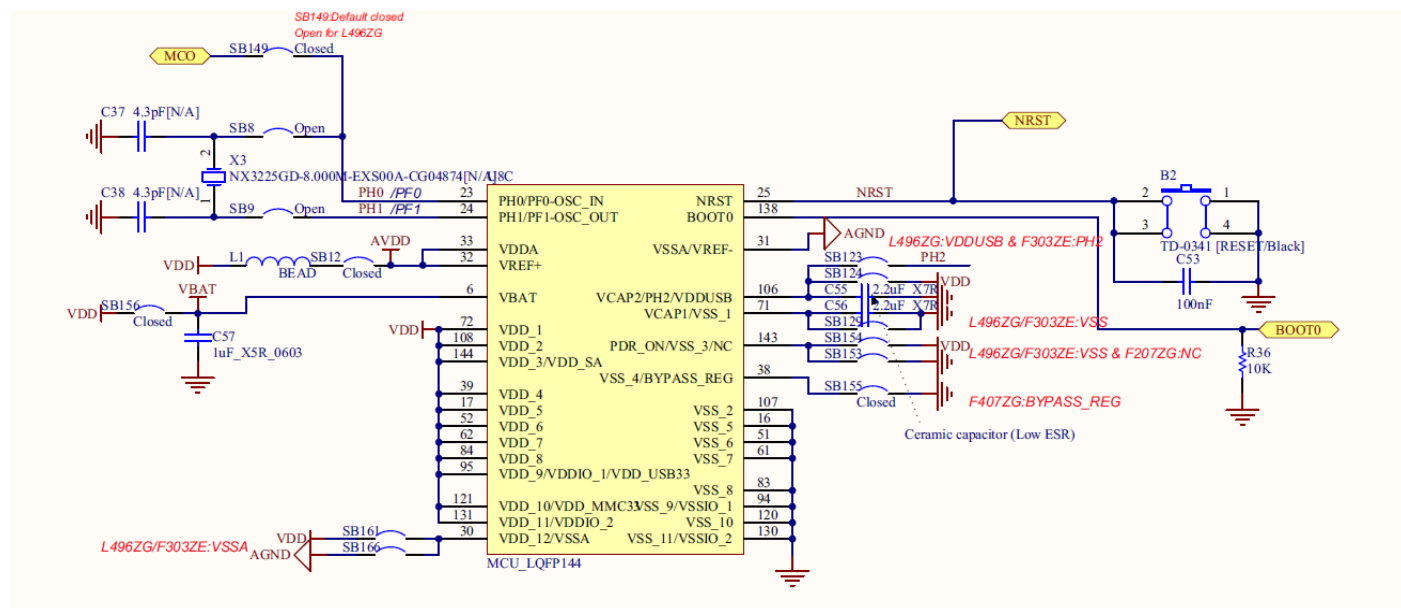 SB149:Default closed
Open for L496ZG
MCO
SB149
Closed
C37 4.3pF[N/A]
SB8
Open
2
X3
NX3225GD-8.000M-EXS00A-CG04874[N/A]
U8C
1
C38 4.3pF[N/A]
SB9
Open
PH0 /PF0
PH1 /PF1
23
24
PH0/PF0-OSC_IN
PH1/PF1-OSC_OUT
AVDD
VDD
L1
BEAD
SB12
Closed
33
32
VDDA
VREF+
VBAT
VDD
SB156
Closed
6
VBAT
C57
1uF_X5R_0603
VDD
72
VDD_1
108
VDD_2
144
VDD_3/VDD_SA
39
VDD_4
17
VDD_5
52
VDD_6
62
VDD_7
84
VDD_8
95
VDD_9/VDDIO_1/VDD_USB33
121
VDD_10/VDD_MMC33
131
VDD_11/VDDIO_2
30
VDD_12/VSSA
L496ZG/F303ZE:VSSA
VDD
SB161
AGND
SB166
MCU_LQFP144
NRST
25
NRST
BOOT0
138
VSSA/VREF-
31
AGND
VCAP2/PH2/VDDUSB
106
VCAP1/VSS_1
71
PDR_ON/VSS_3/NC
143
VSS_4/BYPASS_REG
38
VSS_2
107
VSS_5
16
VSS_6
51
VSS_7
61
VSS_8
83
VSS_9/VSSIO_1
94
VSS_10
120
VSS_11/VSSIO_2
130
NRST
L496ZG:VDDUSB & F303ZE:PH2
SB123
PH2
SB124
VDD
C55
2.2uF X7R
C56
2.2uF X7R
SB129
L496ZG/F303ZE:VSS
SB154
VDD
SB153
L496ZG/F303ZE:VSS & F207ZG:NC
SB155
Closed
F407ZG:BYPASS_REG
Ceramic capacitor (Low ESR)
B2
2
1
3
4
TD-0341 [RESET/Black]
C53
100nF
BOOT0
R36
10K